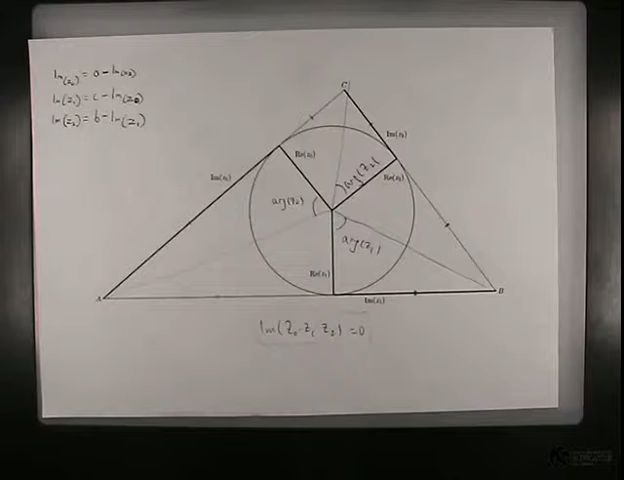 Im(z₀) = a - Im(z₂)
Im(z₁) = c - Im(z₀)
Im(z₂) = b - Im(z₁)
C
Im(z₂)
Re(z₀)
Re(z₂)
arg(z₂)
Im(z₀)
arg(z₀)
arg(z₁)
Re(z₁)
A
B
Im(z₁)
Im(z₀·z₁ z₂) = 0